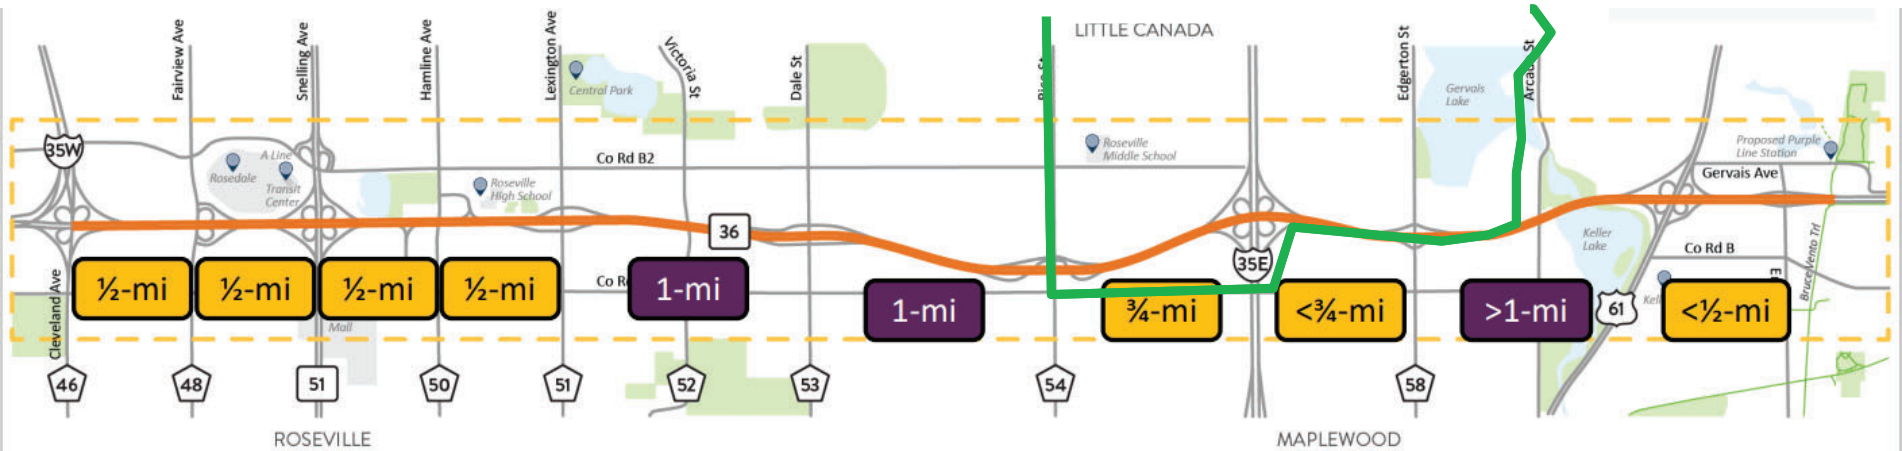 Fairview Ave
Snelling Ave
Hamline Ave
Lexington Ave
Victoria St
Dale St
LITTLE CANADA
Edgerton St
St
Central Park
Gervais
Lake
35W
A Line
Rosedale
Transit
Center
Co Rd B2
Roseville
High School
Roseville
Middle School
Proposed Purple
Line Station
Gervais Ave
36
35E
Keller
Lake
Co Rd B
Bruce Vento Trl
Cleveland Ave
½-mi
½-mi
½-mi
½-mi
Co
1-mi
1-mi
¾-mi
<¾-mi
>1-mi
61
<½-mi
Mall
46
48
51
50
51
52
53
54
58
ROSEVILLE
MAPLEWOOD